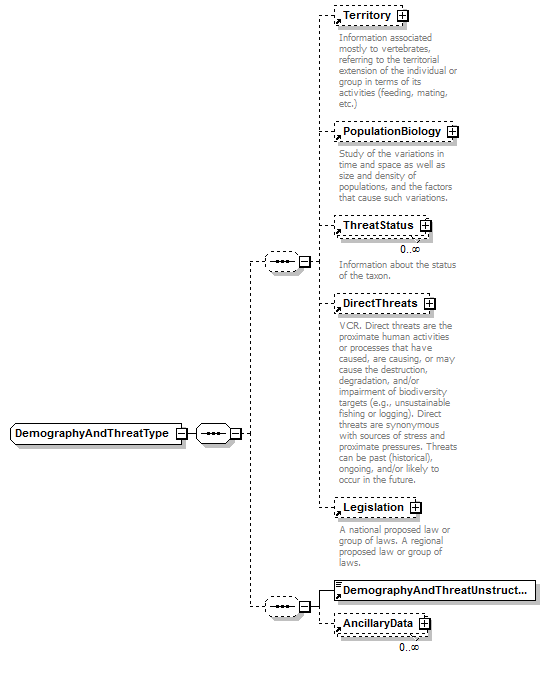 Territory
Information associated
mostly to vertebrates,
referring to the territorial
extension of the individual or
group in terms of its
activities (feeding, mating,
etc.)
PopulationBiology
Study of the variations in
time and space as well as
size and density of
populations, and the factors
that cause such variations.
ThreatStatus
0..∞
Information about the status
of the taxon.
DirectThreats
VCR. Direct threats are the
proximate human activities
or processes that have
caused, are causing, or may
cause the destruction,
degradation, and/or
impairment of biodiversity
targets (e.g., unsustainable
fishing or logging). Direct
threats are synonymous
with sources of stress and
proximate pressures. Threats
can be past (historical),
ongoing, and/or likely to
occur in the future.
DemographyAndThreatType
Legislation
A national proposed law or
group of laws. A regional
proposed law or group of
laws.
DemographyAndThreatUnstruct...
AncillaryData
0..∞